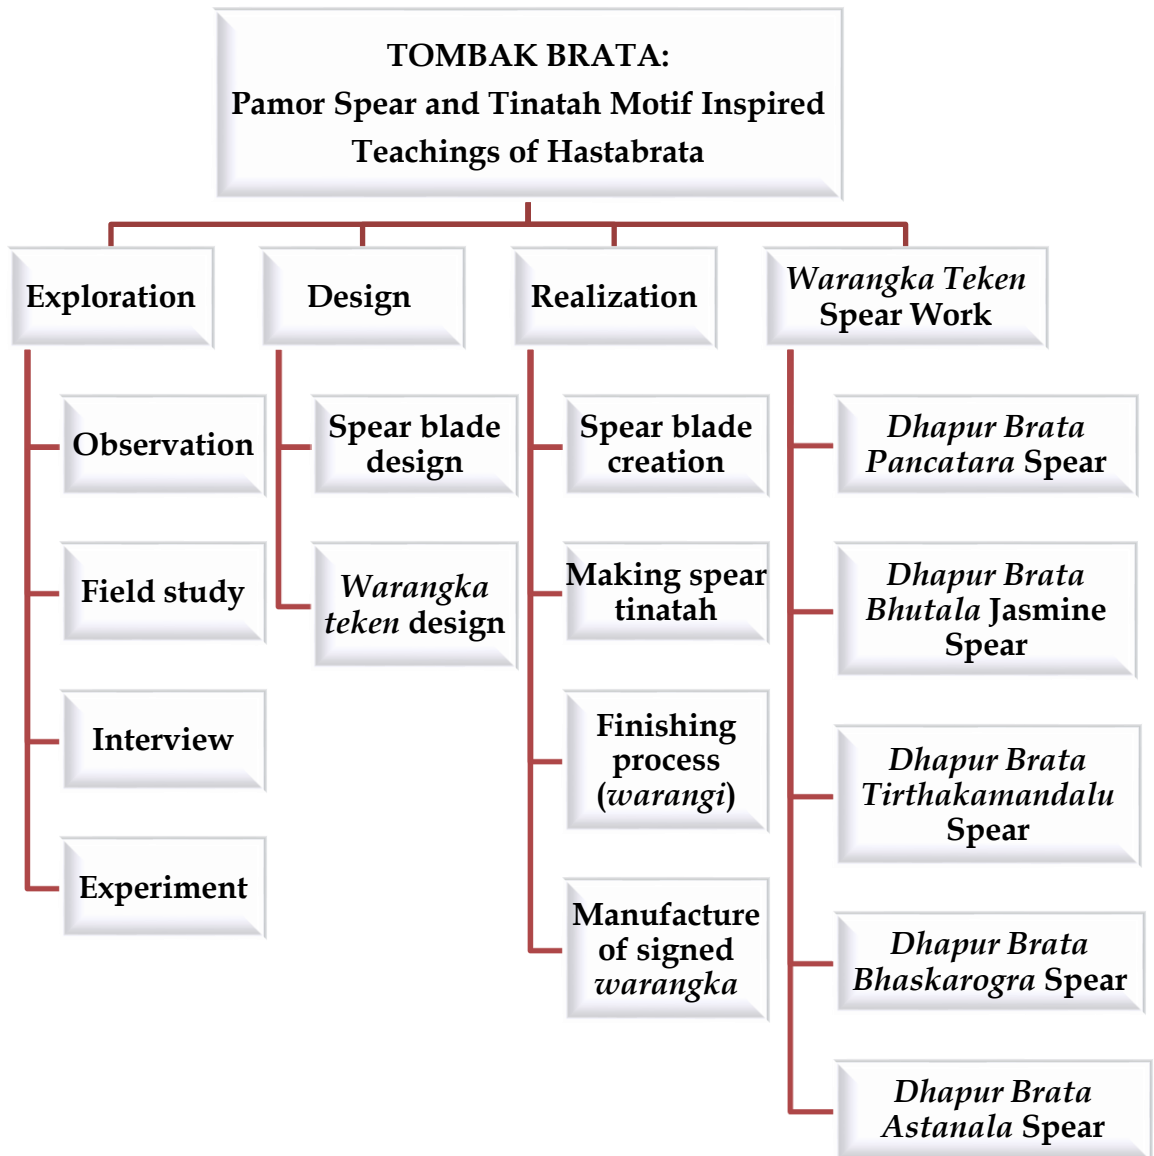 TOMBAK BRATA:
Pamor Spear and Tinatah Motif Inspired
Teachings of Hastabrata
Exploration
Observation
Field study
Interview
Experiment
Design
Spear blade
design
Warangka
teken design
Realization
Spear blade
creation
Making spear
tinatah
Finishing
process
(warangi)
Manufacture
of signed
warangka
Warangka Teken
Spear Work
Dhapur Brata
Pancatara Spear
Dhapur Brata
Bhutala Jasmine
Spear
Dhapur Brata
Tirthakamandalu
Spear
Dhapur Brata
Bhaskarogra Spear
Dhapur Brata
Astanala Spear